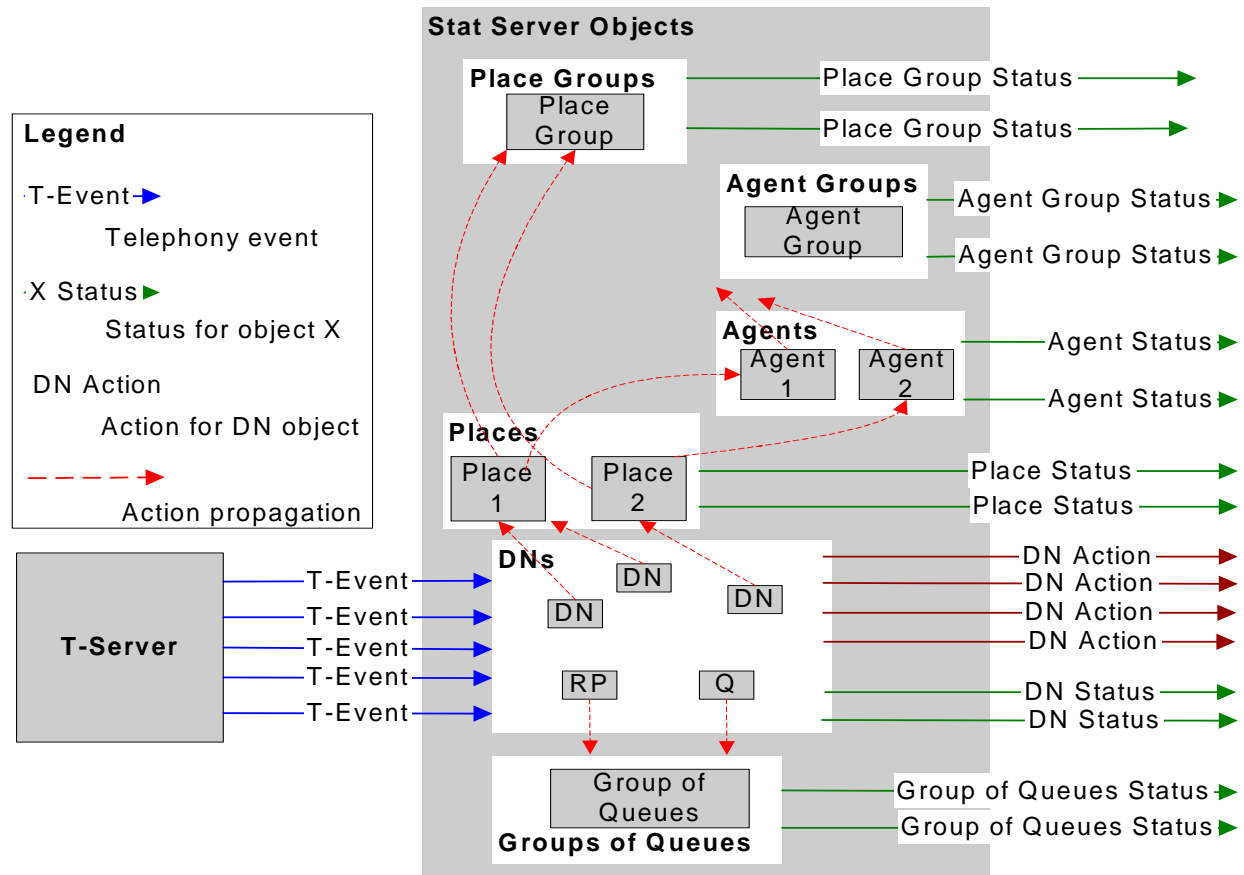 Stat Server Objects
Place Groups
Place
Group
Place Group Status
Place Group Status
Legend
T-Event
Telephony event
X Status
Status for object X
DN Action
Action for DN object
Action propagation
Agent Groups
Agent
Group
Agent Group Status
Agent Group Status
Agents
Agent
1
Agent
2
Agent Status
Agent Status
Places
Place
1
Place
2
Place Status
Place Status
T-Server
T-Event
T-Event
T-Event
T-Event
T-Event
DNs
DN
DN
DN
RP
Q
DN Action
DN Action
DN Action
DN Action
DN Status
DN Status
Group of
Queues
Groups of Queues
Group of Queues Status
Group of Queues Status